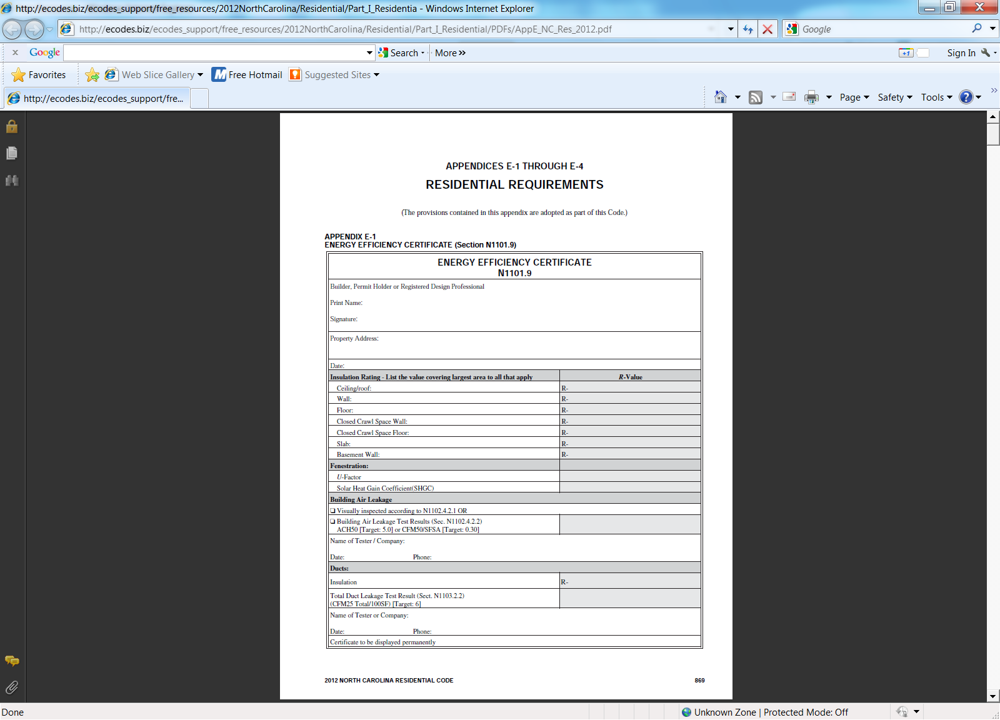 http://ecodes.biz/ecodes_support/free_resources/2012NorthCarolina/Residential/Part_I_Residentia - Windows Internet Explorer
http://ecodes.biz/ecodes_support/free_resources/2012NorthCarolina/Residential/Part_I_Residential/PDFs/AppE_NC_Res_2012.pdf
Google
x Google Search More » +1 Sign In
Favorites Web Slice Gallery Free Hotmail Suggested Sites
http://ecodes.biz/ecodes_support/fre... Page Safety Tools ? »
APPENDICES E-1 THROUGH E-4
RESIDENTIAL REQUIREMENTS
(The provisions contained in this appendix are adopted as part of this Code.)
APPENDIX E-1
ENERGY EFFICIENCY CERTIFICATE (Section N1101.9)
ENERGY EFFICIENCY CERTIFICATE
N1101.9
Builder, Permit Holder or Registered Design Professional
Print Name:
Signature:
Property Address:
Date:
Insulation Rating - List the value covering largest area to all that apply R-Value
Ceiling/roof: R-
Wall: R-
Floor: R-
Closed Crawl Space Wall: R-
Closed Crawl Space Floor: R-
Slab: R-
Basement Wall: R-
Fenestration:
U-Factor
Solar Heat Gain Coefficient(SHGC)
Building Air Leakage
❏ Visually inspected according to N1102.4.2.1 OR
❏ Building Air Leakage Test Results (Sec. N1102.4.2.2)
ACH50 [Target: 5.0] or CFM50/SFSA [Target: 0.30]
Name of Tester / Company:
Date: Phone:
Ducts:
Insulation R-
Total Duct Leakage Test Result (Sect. N1103.2.2)
(CFM25 Total/100SF) [Target: 6]
Name of Tester or Company:
Date: Phone:
Certificate to be displayed permanently
2012 NORTH CAROLINA RESIDENTIAL CODE 869
Done Unknown Zone | Protected Mode: Off